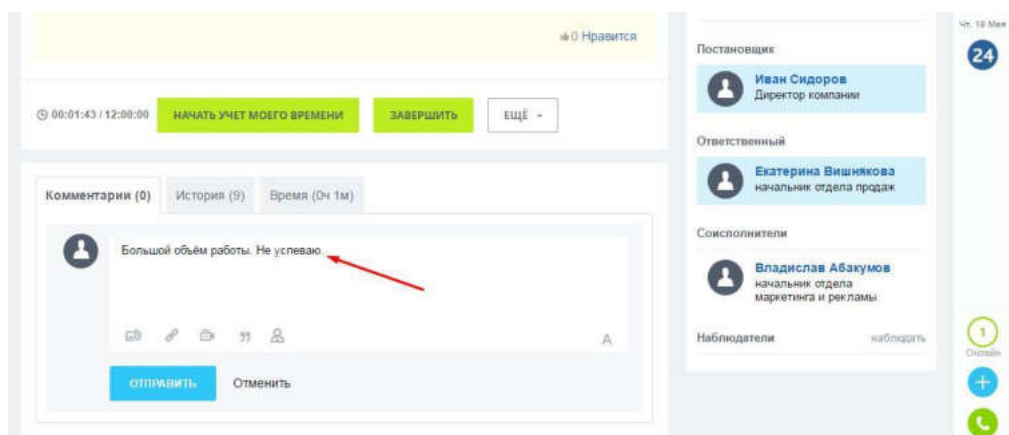 0 Нравится
00:01:43 / 12:00:00
НАЧАТЬ УЧЕТ МОЕГО ВРЕМЕНИ
ЗАВЕРШИТЬ
ЕЩЁ
Комментарии (0)
История (9)
Время (0ч 1м)
Большой объём работы. Не успеваю.
A
ОТПРАВИТЬ
Отменить
Постановщик
Иван Сидоров
Директор компании
Ответственный
Екатерина Вишнякова
начальник отдела продаж
Соисполнители
Владислав Абакумов
начальник отдела
маркетинга и рекламы
Наблюдатели
наблюдать
Чт, 19 Мая
24
1
Онлайн